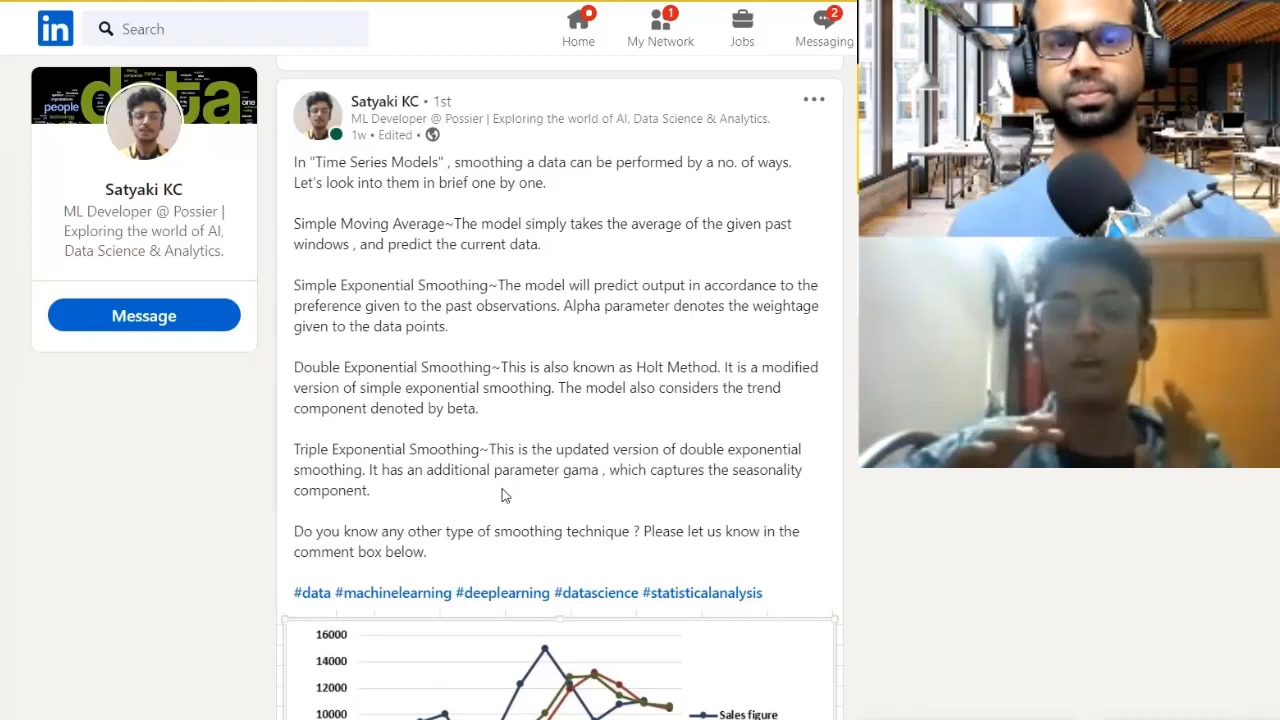 in
Search
Home
1
My Network
Jobs
2
Messaging
data
people
Satyaki KC
ML Developer @ Possier |
Exploring the world of AI,
Data Science & Analytics.
Message
Satyaki KC • 1st
ML Developer @ Possier | Exploring the world of AI, Data Science & Analytics.
1w • Edited •
In "Time Series Models" , smoothing a data can be performed by a no. of ways.
Let's look into them in brief one by one.
Simple Moving Average~The model simply takes the average of the given past
windows , and predict the current data.
Simple Exponential Smoothing~The model will predict output in accordance to the
preference given to the past observations. Alpha parameter denotes the weightage
given to the data points.
Double Exponential Smoothing~This is also known as Holt Method. It is a modified
version of simple exponential smoothing. The model also considers the trend
component denoted by beta.
Triple Exponential Smoothing~This is the updated version of double exponential
smoothing. It has an additional parameter gama , which captures the seasonality
component.
Do you know any other type of smoothing technique ? Please let us know in the
comment box below.
#data #machinelearning #deeplearning #datascience #statisticalanalysis
16000
14000
12000
10000
Sales figure